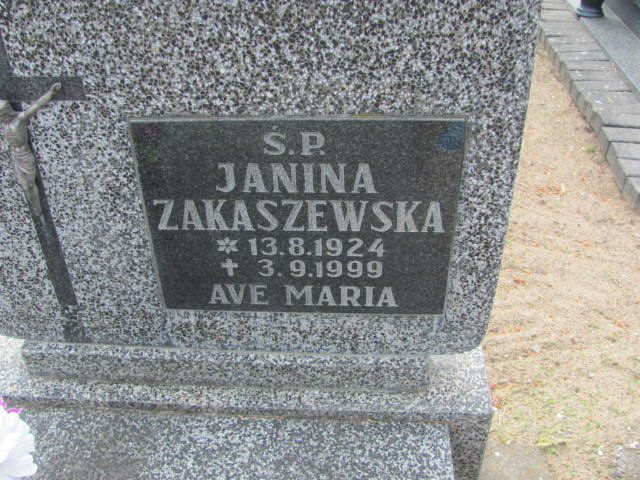 Ś.P.
JANINA
ZAKASZEWSKA
* 13.8.1924
✝ 3.9.1999
AVE MARIA